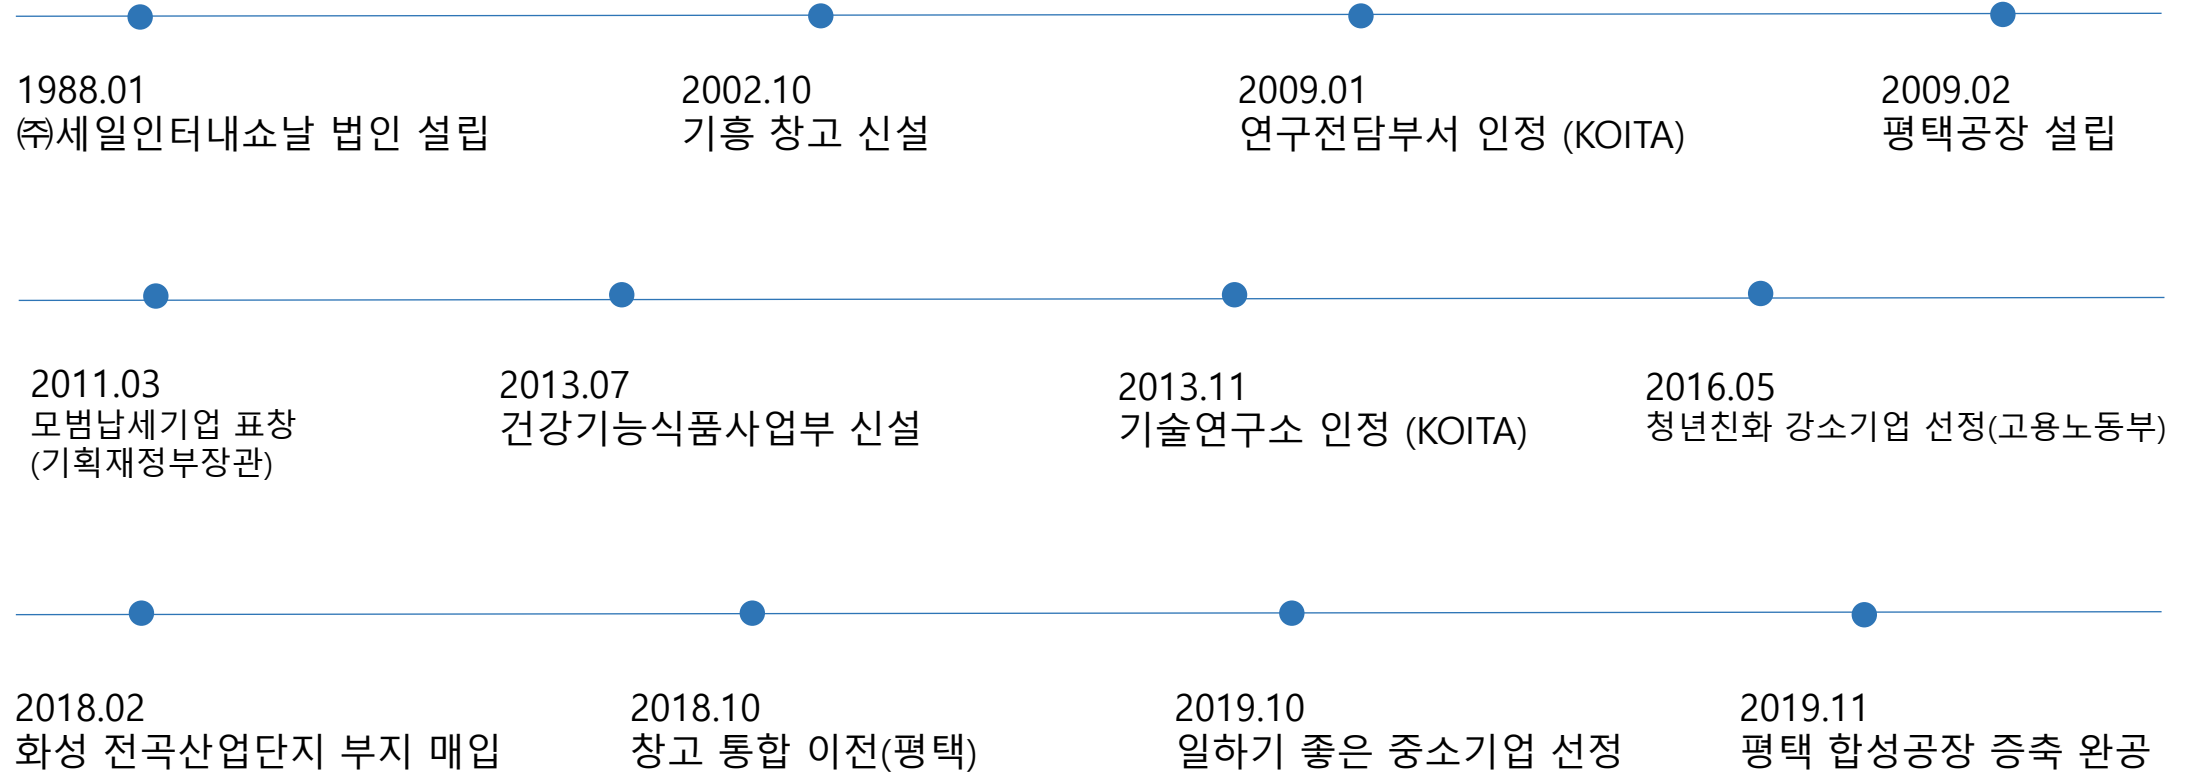 1988.01
㈜세일인터내쇼날 법인 설립
2002.10
기흥 창고 신설
2009.01
연구전담부서 인정 (KOITA)
2009.02
평택공장 설립
2011.03
모범납세기업 표창
(기획재정부장관)
2013.07
건강기능식품사업부 신설
2013.11
기술연구소 인정 (KOITA)
2016.05
청년친화 강소기업 선정(고용노동부)
2018.02
화성 전곡산업단지 부지 매입
2018.10
창고 통합 이전(평택)
2019.10
일하기 좋은 중소기업 선정
2019.11
평택 합성공장 증축 완공